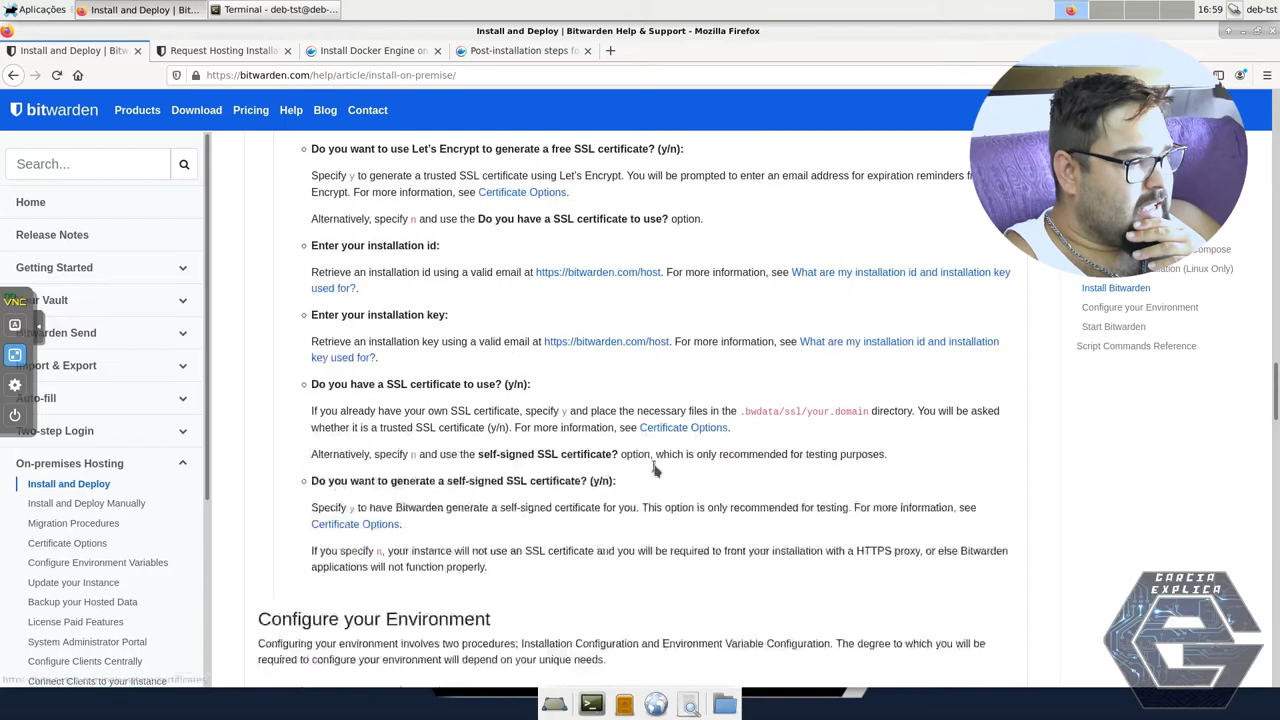 Aplicações
Install and Deploy | Bit...
Terminal - deb-tst@deb-...
16:59
deb-tst
Install and Deploy | Bitwarden Help & Support - Mozilla Firefox
Install and Deploy | Bitw
Request Hosting Installa
Install Docker Engine on
Post-installation steps fo
https://bitwarden.com/help/article/install-on-premise/
bitwarden
Products
Download
Pricing
Help
Blog
Contact
Search...
Home
Release Notes
Getting Started
Vault
Bitwarden Send
Import & Export
Auto-fill
Two-step Login
On-premises Hosting
Install and Deploy
Install and Deploy Manually
Migration Procedures
Certificate Options
Configure Environment Variables
Update your Instance
Backup your Hosted Data
License Paid Features
System Administrator Portal
Configure Clients Centrally
Connect Clients to your Instance
VNC
Do you want to use Let's Encrypt to generate a free SSL certificate? (y/n):
Specify y to generate a trusted SSL certificate using Let's Encrypt. You will be prompted to enter an email address for expiration reminders
Encrypt. For more information, see Certificate Options.
Alternatively, specify n and use the Do you have a SSL certificate to use? option.
Enter your installation id:
Retrieve an installation id using a valid email at https://bitwarden.com/host. For more information, see What are my installation id and installation key
used for?.
Enter your installation key:
Retrieve an installation key using a valid email at https://bitwarden.com/host. For more information, see What are my installation id and installation
key used for?.
Do you have a SSL certificate to use? (y/n):
If you already have your own SSL certificate, specify y and place the necessary files in the .bwdata/ssl/your.domain directory. You will be asked
whether it is a trusted SSL certificate (y/n). For more information, see Certificate Options.
Alternatively, specify n and use the self-signed SSL certificate? option, which is only recommended for testing purposes.
Do you want to generate a self-signed SSL certificate? (y/n):
Specify y to have Bitwarden generate a self-signed certificate for you. This option is only recommended for testing. For more information, see
Certificate Options.
If you specify n, your instance will not use an SSL certificate and you will be required to front your installation with a HTTPS proxy, or else Bitwarden
applications will not function properly.
Configure your Environment
Configuring your environment involves two procedures; Installation Configuration and Environment Variable Configuration. The degree to which you will be
required to configure your environment will depend on your unique needs.
(Linux Only)
Install Bitwarden
Configure your Environment
Start Bitwarden
Script Commands Reference
GARCIA
EXPLICA